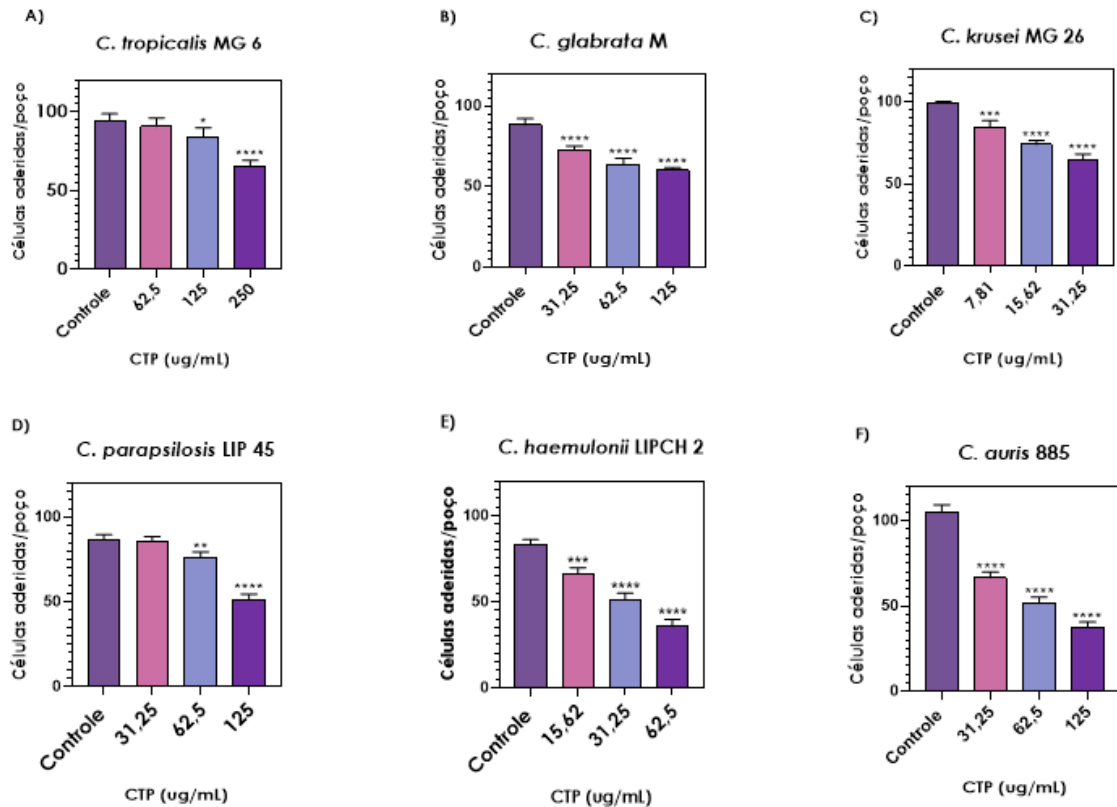 A)
C. tropicalis MG 6
Células aderidas/poço
100
50
0
*
****
Controle
62,5
125
250
CTP (ug/mL)
B)
C. glabrata M
Células aderidas/poço
100
50
0
****
****
****
Controle
31,25
62,5
125
CTP (ug/mL)
C)
C. krusei MG 26
Células aderidas/poço
100
50
0
***
****
****
Controle
7,81
15,62
31,25
CTP (ug/mL)
D)
C. parapsilosis LIP 45
Células aderidas/poço
100
50
0
**
****
Controle
31,25
62,5
125
CTP (ug/mL)
E)
C. haemulonii LIPCH 2
Células aderidas/poço
100
50
0
***
****
****
Controle
15,62
31,25
62,5
CTP (ug/mL)
F)
C. auris 885
Células aderidas/poço
100
50
0
****
****
****
Controle
31,25
62,5
125
CTP (ug/mL)